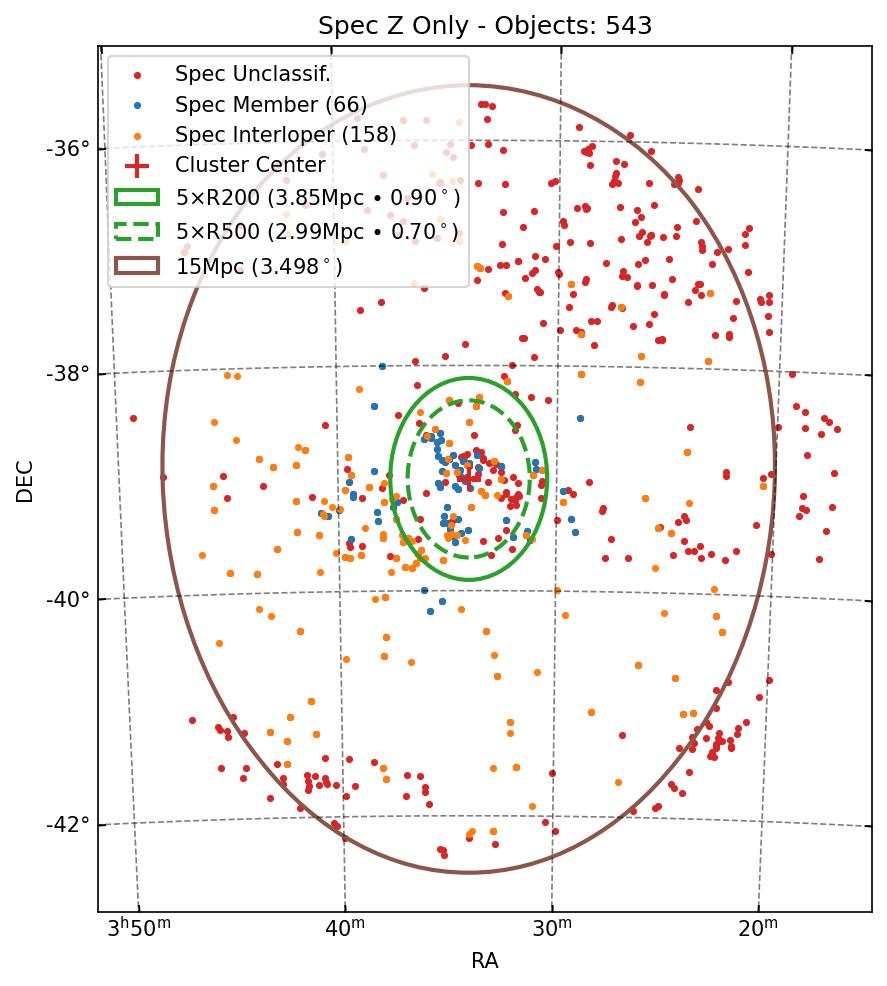 Spec Z Only - Objects: 543
Spec Unclassif.
Spec Member (66)
Spec Interloper (158)
Cluster Center
5×R200 (3.85Mpc • 0.90°)
5×R500 (2.99Mpc • 0.70°)
15Mpc (3.498°)
-36°
-38°
-40°
-42°
DEC
3ʰ50ᵐ 40ᵐ 30ᵐ 20ᵐ
RA